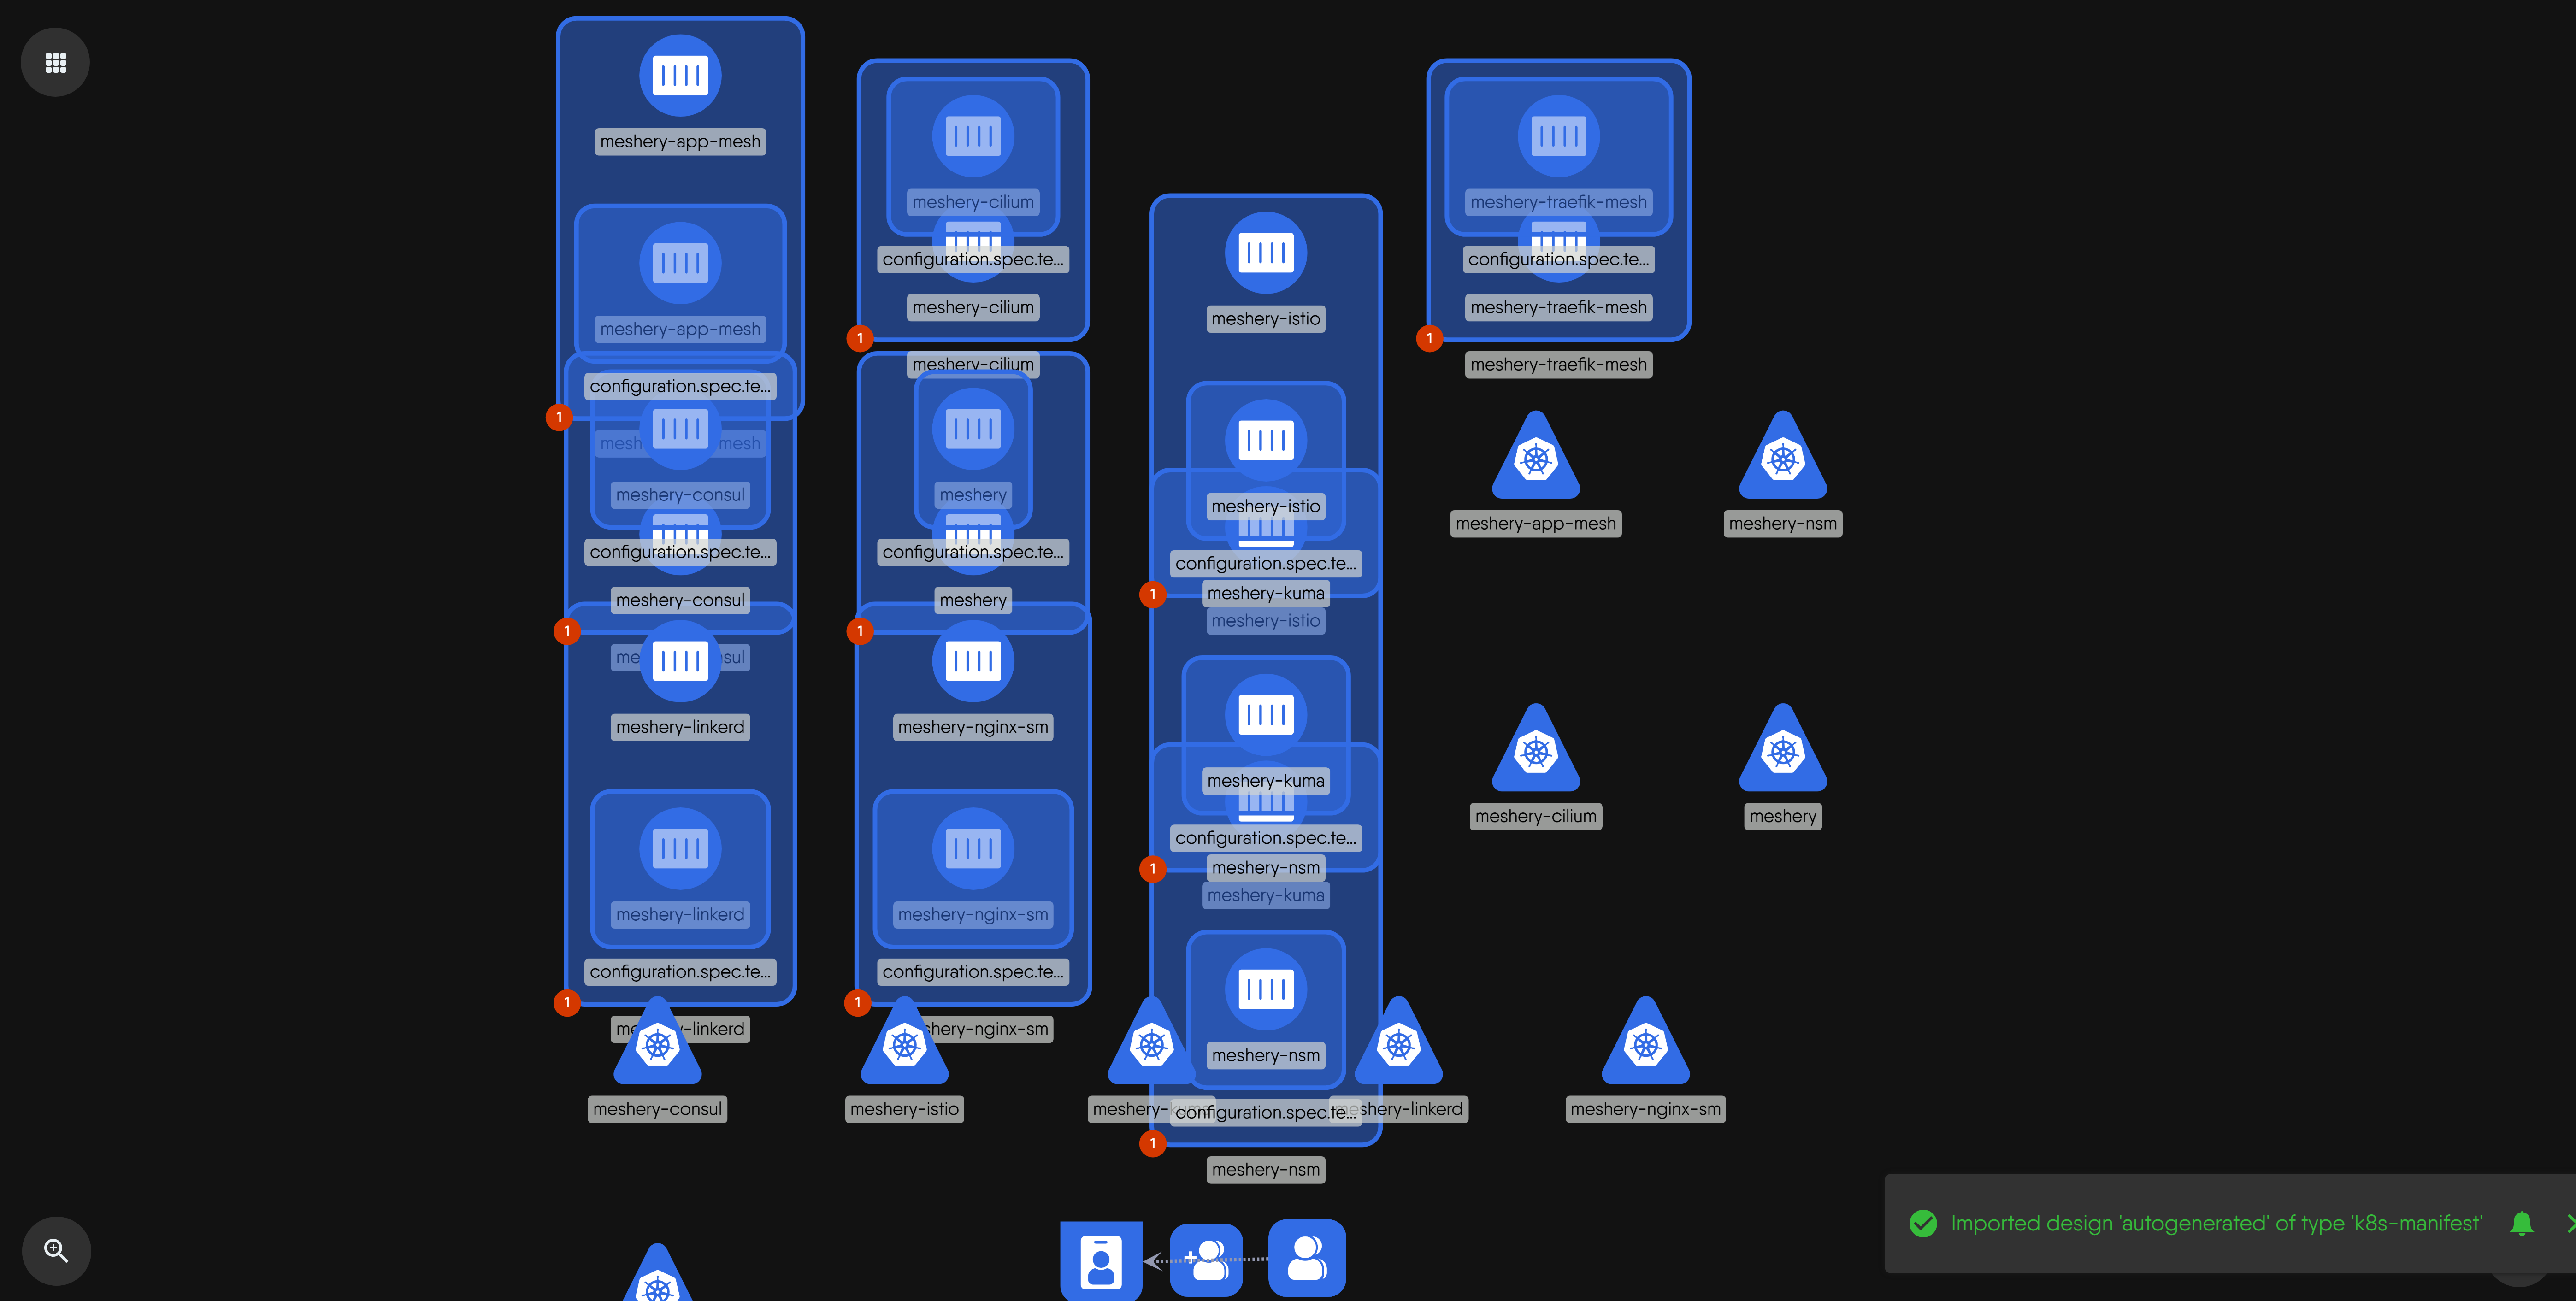 meshery-app-mesh
meshery-app-mesh
configuration.spec.te...
mesh mesh
meshery-consul
configuration.spec.te...
meshery-consul
1
1
me sul
meshery-linkerd
meshery-linkerd
configuration.spec.te...
1
me -linkerd
meshery-cilium
configuration.spec.te...
meshery-cilium
1
meshery-cilium
meshery
configuration.spec.te...
meshery
1
meshery-nginx-sm
meshery-nginx-sm
configuration.spec.te...
1
shery-nginx-sm
meshery-istio
meshery-istio
configuration.spec.te...
1
meshery-kuma
meshery-istio
meshery-kuma
configuration.spec.te...
1
meshery-nsm
meshery-kuma
meshery-nsm
configuration.spec.te...
1
meshery-nsm
meshery-traefik-mesh
configuration.spec.te...
meshery-traefik-mesh
1
meshery-traefik-mesh
meshery-app-mesh
meshery-nsm
meshery-cilium
meshery
meshery-consul
meshery-istio
meshery-
eshery-linkerd
meshery-nginx-sm
Imported design 'autogenerated' of type 'k8s-manifest'